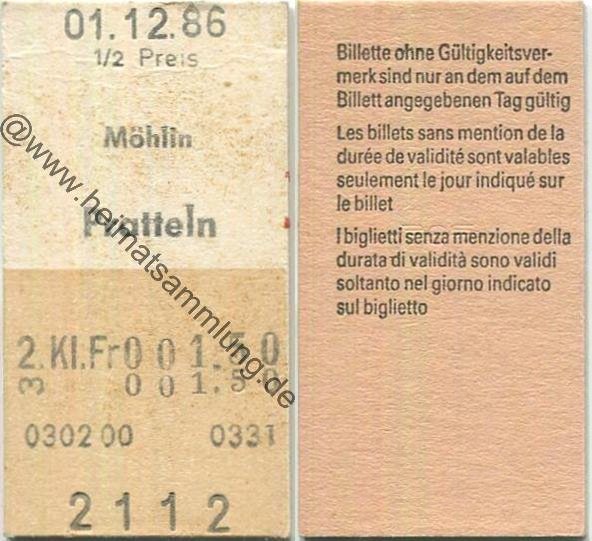 01.12.86
1/2 Preis
Möhlin
Pratteln
2.Kl.Fr001.50
3 001.50
030200 0331
2112
@www.heimatsammlung.de
Billette ohne Gültigkeitsver-
merk sind nur an dem auf dem
Billett angegebenen Tag gültig
Les billets sans mention de la
durée de validité sont valables
seulement le jour indiqué sur
le billet
I biglietti senza menzione della
durata di validità sono validi
soltanto nel giorno indicato
sul biglietto